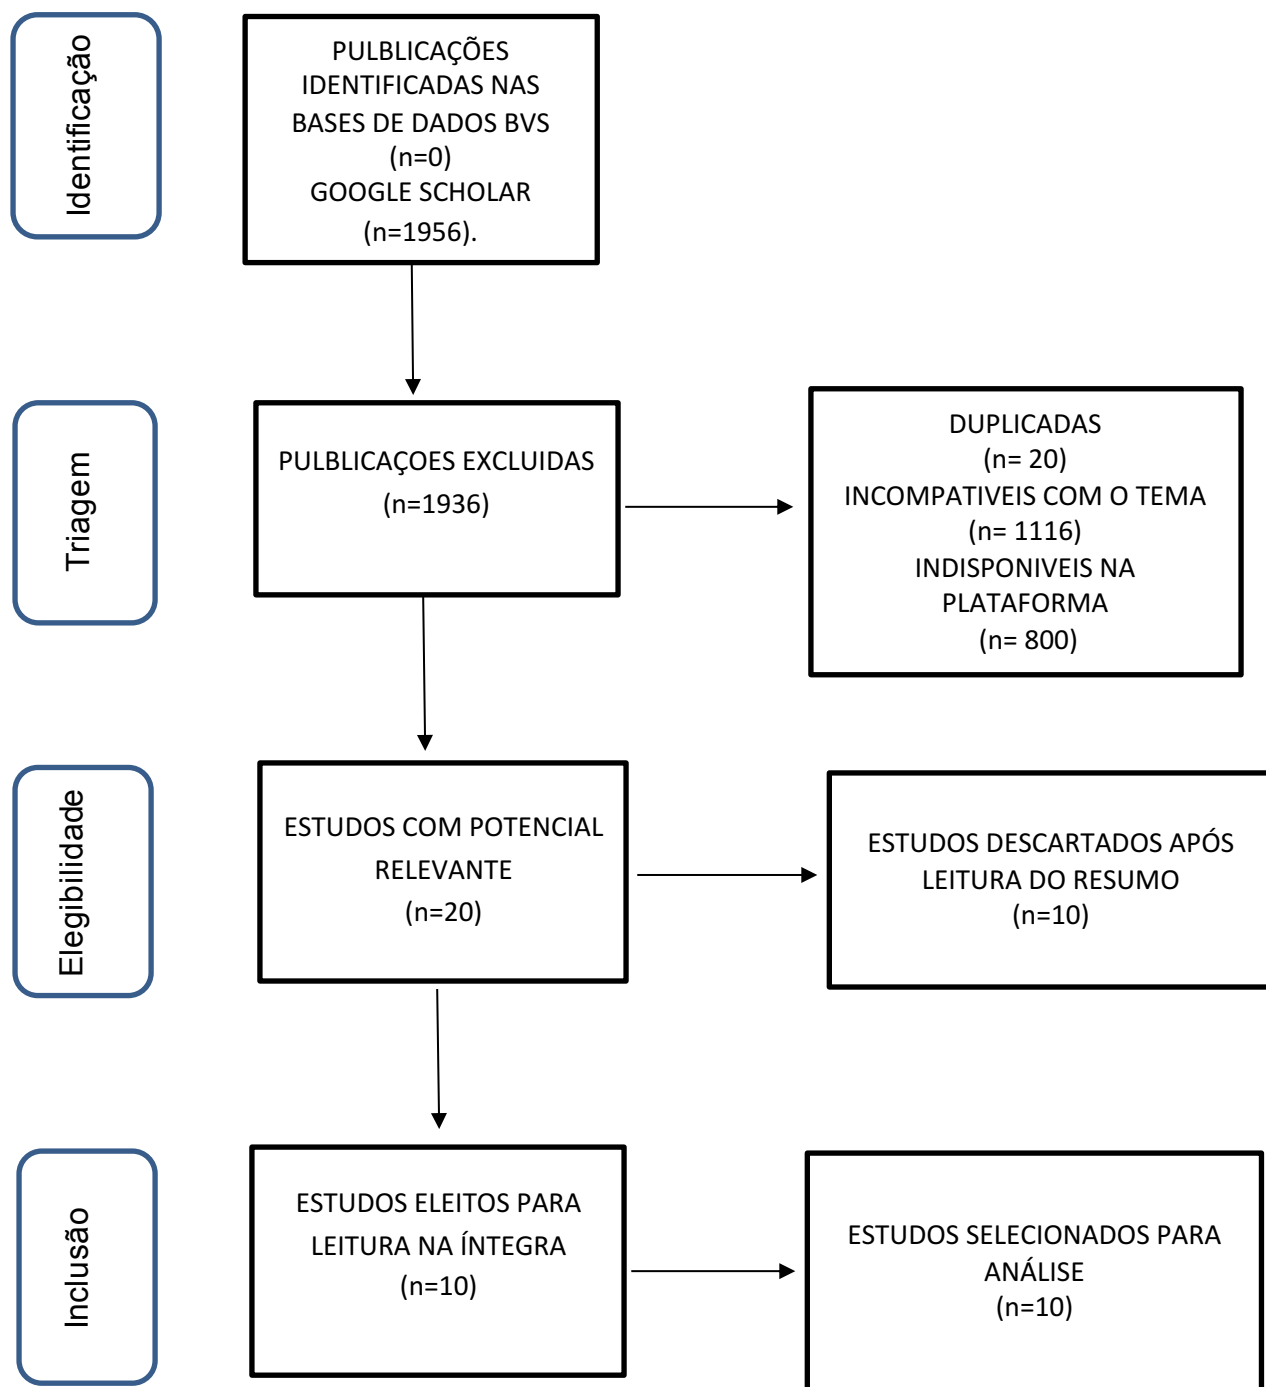 Identificação
PULBLICAÇÕES
IDENTIFICADAS NAS
BASES DE DADOS BVS
(n=0)
GOOGLE SCHOLAR
(n=1956).
Triagem
PULBLICAÇOES EXCLUIDAS
(n=1936)
DUPLICADAS
(n= 20)
INCOMPATIVEIS COM O TEMA
(n= 1116)
INDISPONIVEIS NA
PLATAFORMA
(n= 800)
Elegibilidade
ESTUDOS COM POTENCIAL
RELEVANTE
(n=20)
ESTUDOS DESCARTADOS APÓS
LEITURA DO RESUMO
(n=10)
Inclusão
ESTUDOS ELEITOS PARA
LEITURA NA ÍNTEGRA
(n=10)
ESTUDOS SELECIONADOS PARA
ANÁLISE
(n=10)